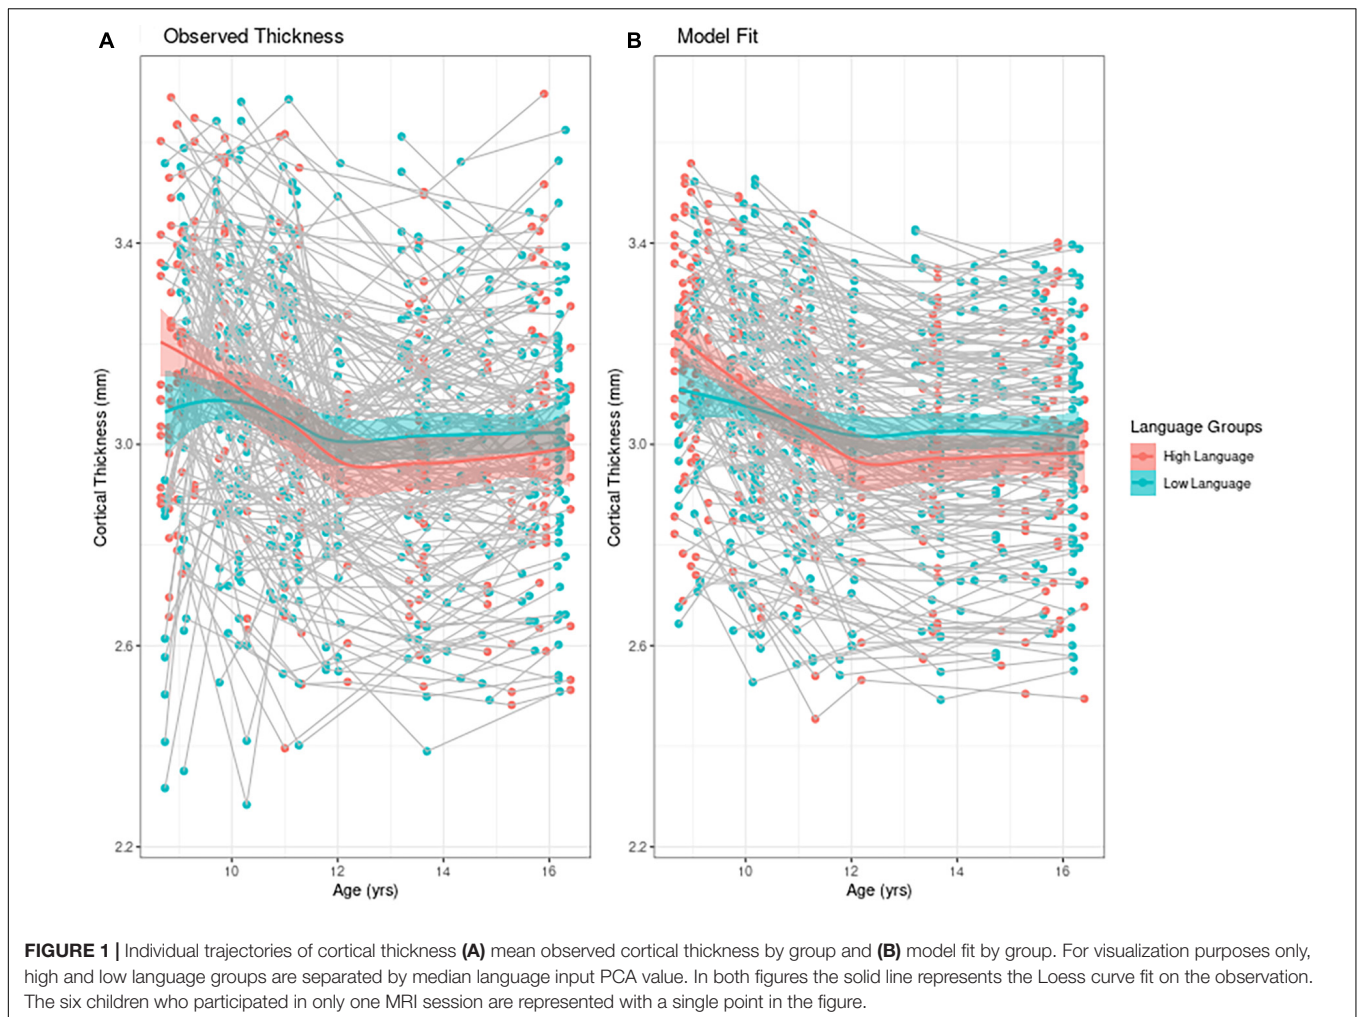 A Observed Thickness
3.4
3.0
2.6
2.2
Cortical Thickness (mm)
10 12 14 16
Age (yrs)
B Model Fit
3.4
3.0
2.6
2.2
Cortical Thickness (mm)
10 12 14 16
Age (yrs)
Language Groups
High Language
Low Language
FIGURE 1 | Individual trajectories of cortical thickness (A) mean observed cortical thickness by group and (B) model fit by group. For visualization purposes only,
high and low language groups are separated by median language input PCA value. In both figures the solid line represents the Loess curve fit on the observation.
The six children who participated in only one MRI session are represented with a single point in the figure.